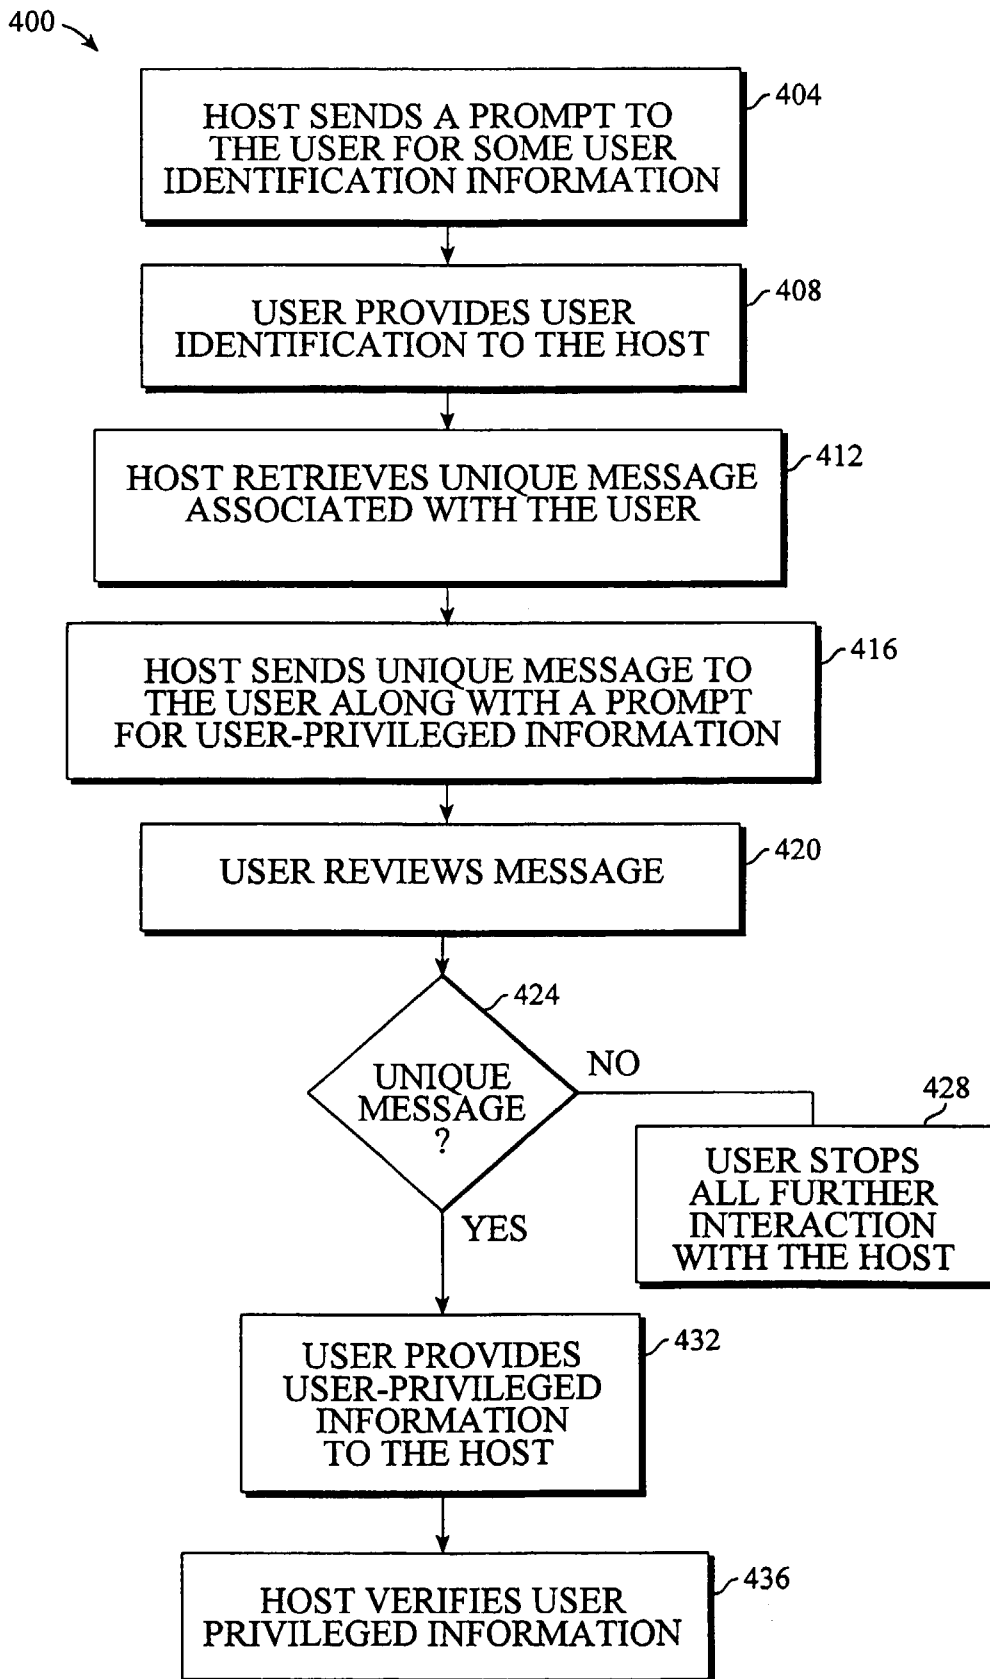 400
404
HOST SENDS A PROMPT TO
THE USER FOR SOME USER
IDENTIFICATION INFORMATION
408
USER PROVIDES USER
IDENTIFICATION TO THE HOST
412
HOST RETRIEVES UNIQUE MESSAGE
ASSOCIATED WITH THE USER
416
HOST SENDS UNIQUE MESSAGE TO
THE USER ALONG WITH A PROMPT
FOR USER-PRIVILEGED INFORMATION
420
USER REVIEWS MESSAGE
424
UNIQUE
MESSAGE
?
NO
428
USER STOPS
ALL FURTHER
INTERACTION
WITH THE HOST
YES
432
USER PROVIDES
USER-PRIVILEGED
INFORMATION
TO THE HOST
436
HOST VERIFIES USER
PRIVILEGED INFORMATION